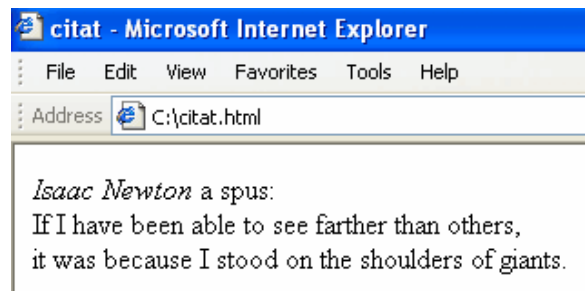 citat - Microsoft Internet Explorer
File Edit View Favorites Tools Help
Address C:\citat.html
Isaac Newton a spus:
If I have been able to see farther than others,
it was because I stood on the shoulders of giants.